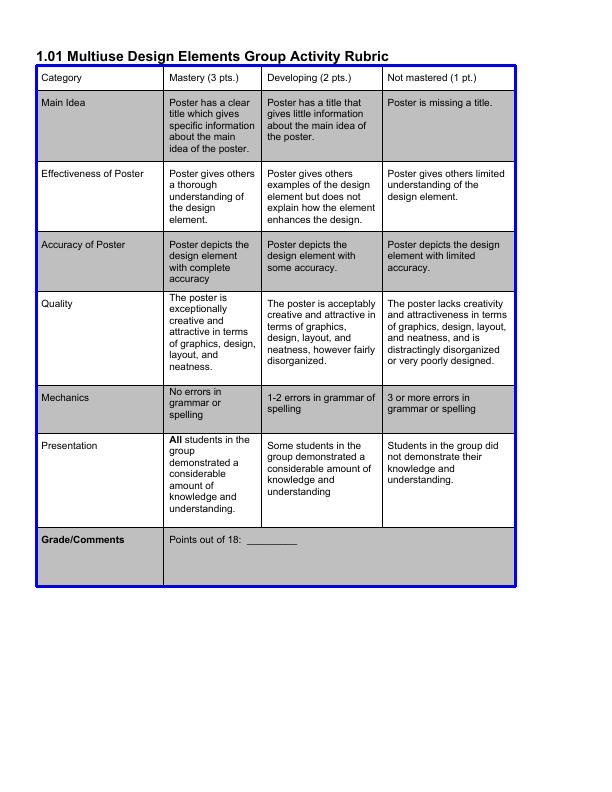 1.01 Multiuse Design Elements Group Activity Rubric
Category
Mastery (3 pts.)
Developing (2 pts.)
Not mastered (1 pt.)
Main Idea
Poster has a clear
title which gives
specific information
about the main
idea of the poster.
Poster has a title that
gives little information
about the main idea of
the poster.
Poster is missing a title.
Effectiveness of Poster
Poster gives others
a thorough
understanding of
the design
element.
Poster gives others
examples of the design
element but does not
explain how the element
enhances the design.
Poster gives others limited
understanding of the
design element.
Accuracy of Poster
Poster depicts the
design element
with complete
accuracy
Poster depicts the
design element with
some accuracy.
Poster depicts the design
element with limited
accuracy.
Quality
The poster is
exceptionally
creative and
attractive in terms
of graphics, design,
layout, and
neatness.
The poster is acceptably
creative and attractive in
terms of graphics,
design, layout, and
neatness, however fairly
disorganized.
The poster lacks creativity
and attractiveness in terms
of graphics, design, layout,
and neatness, and is
distractingly disorganized
or very poorly designed.
Mechanics
No errors in
grammar or
spelling
1-2 errors in grammar of
spelling
3 or more errors in
grammar or spelling
Presentation
All students in the
group
demonstrated a
considerable
amount of
knowledge and
understanding.
Some students in the
group demonstrated a
considerable amount of
knowledge and
understanding
Students in the group did
not demonstrate their
knowledge and
understanding.
Grade/Comments
Points out of 18: _________